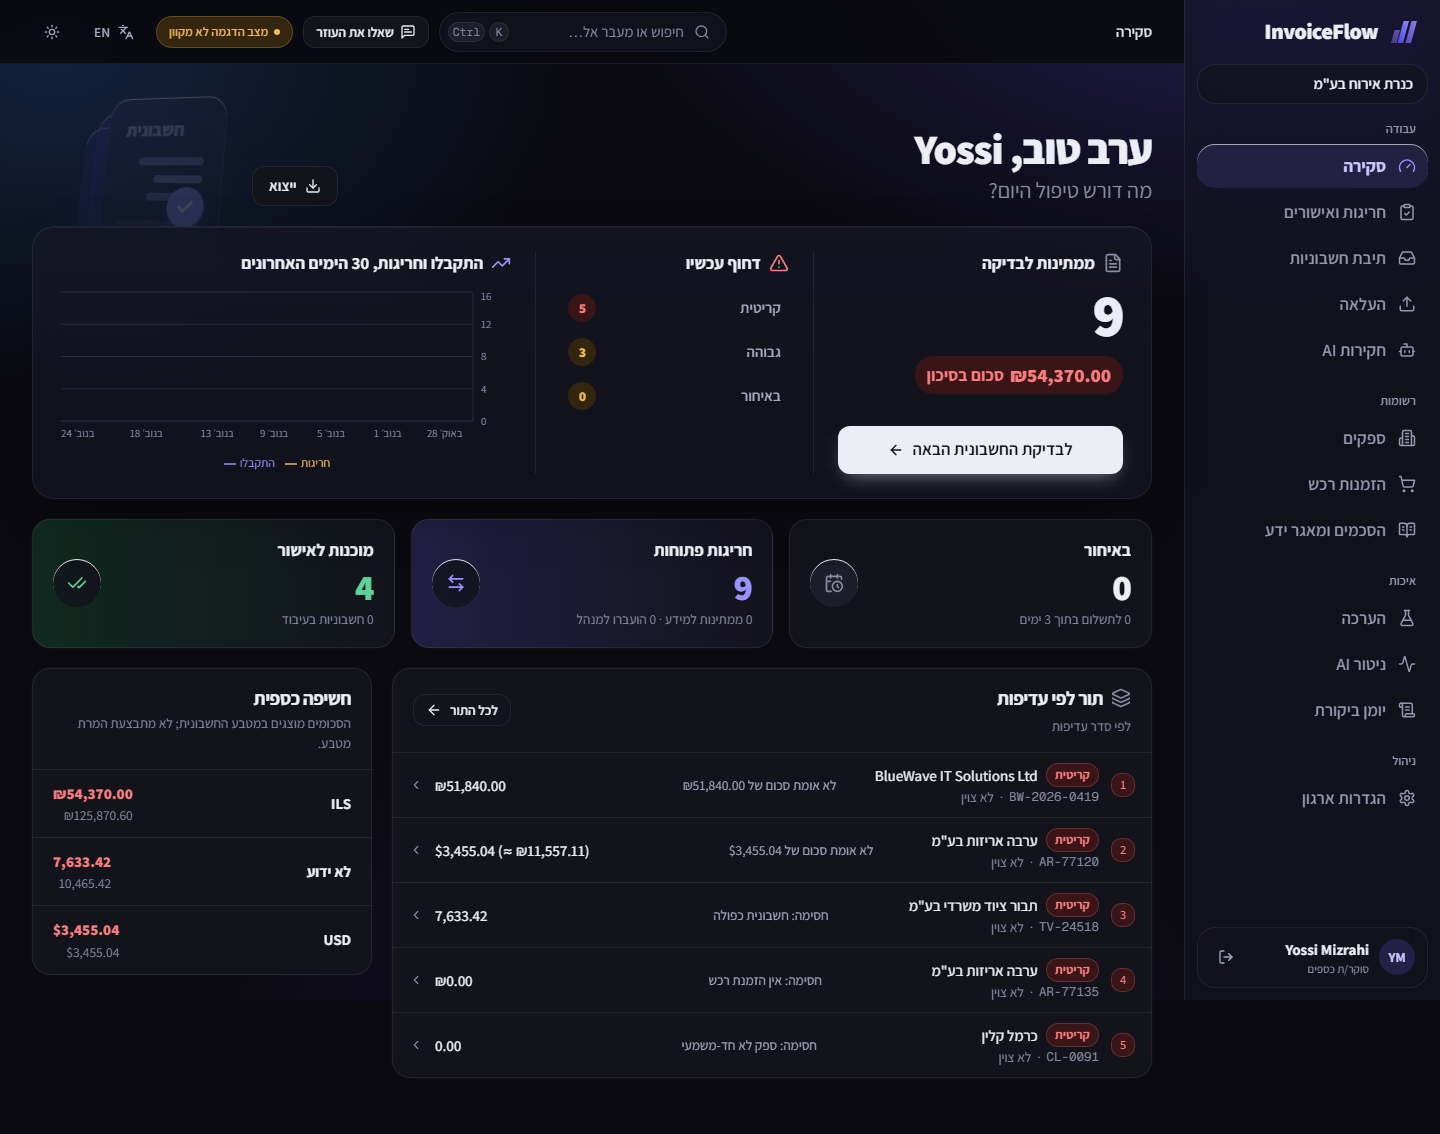 InvoiceFlow
כנרת אירוח בע"מ
עבודה
סקירה
חריגות ואישורים
תיבת חשבוניות
העלאה
חקירות AI
רשומות
ספקים
הזמנות רכש
הסכמים ומאגר ידע
איכות
הערכה
ניטור AI
יומן ביקורת
ניהול
הגדרות ארגון
YM
Yossi Mizrahi
סוקר/ת כספים
סקירה
חיפוש או מעבר אל…
Ctrl K
שאלו את העוזר
מצב הדגמה לא מקוון
EN
ערב טוב, Yossi
מה דורש טיפול היום?
ייצוא
חשבונית
ממתינות לבדיקה
9
₪54,370.00 סכום בסיכון
לבדיקת החשבונית הבאה
דחוף עכשיו
קריטית 5
גבוהה 3
באיחור 0
התקבלו וחריגות, 30 הימים האחרונים
16
12
8
4
0
28 באוק׳
1 בנוב׳
5 בנוב׳
9 בנוב׳
13 בנוב׳
18 בנוב׳
24 בנוב׳
חריגות
התקבלו
באיחור
0
0 לתשלום בתוך 3 ימים
חריגות פתוחות
9
0 ממתינות למידע · 0 הועברו למנהל
מוכנות לאישור
4
0 חשבוניות בעיבוד
תור לפי עדיפות
לפי סדר עדיפות
לכל התור
1 קריטית BlueWave IT Solutions Ltd
BW-2026-0419 · לא צוין
לא אומת סכום של ₪51,840.00
₪51,840.00
2 קריטית ערבה אריזות בע"מ
AR-77120 · לא צוין
לא אומת סכום של $3,455.04
$3,455.04 (≈ ₪11,557.11)
3 קריטית תבור ציוד משרדי בע"מ
TV-24518 · לא צוין
חסימה: חשבונית כפולה
7,633.42
4 קריטית ערבה אריזות בע"מ
AR-77135 · לא צוין
חסימה: אין הזמנת רכש
₪0.00
5 קריטית כרמל קלין
CL-0091 · לא צוין
חסימה: ספק לא חד-משמעי
0.00
חשיפה כספית
הסכומים מוצגים במטבע החשבונית; לא מתבצעת המרת
מטבע.
ILS
₪54,370.00
₪125,870.60
לא ידוע
7,633.42
10,465.42
USD
$3,455.04
$3,455.04